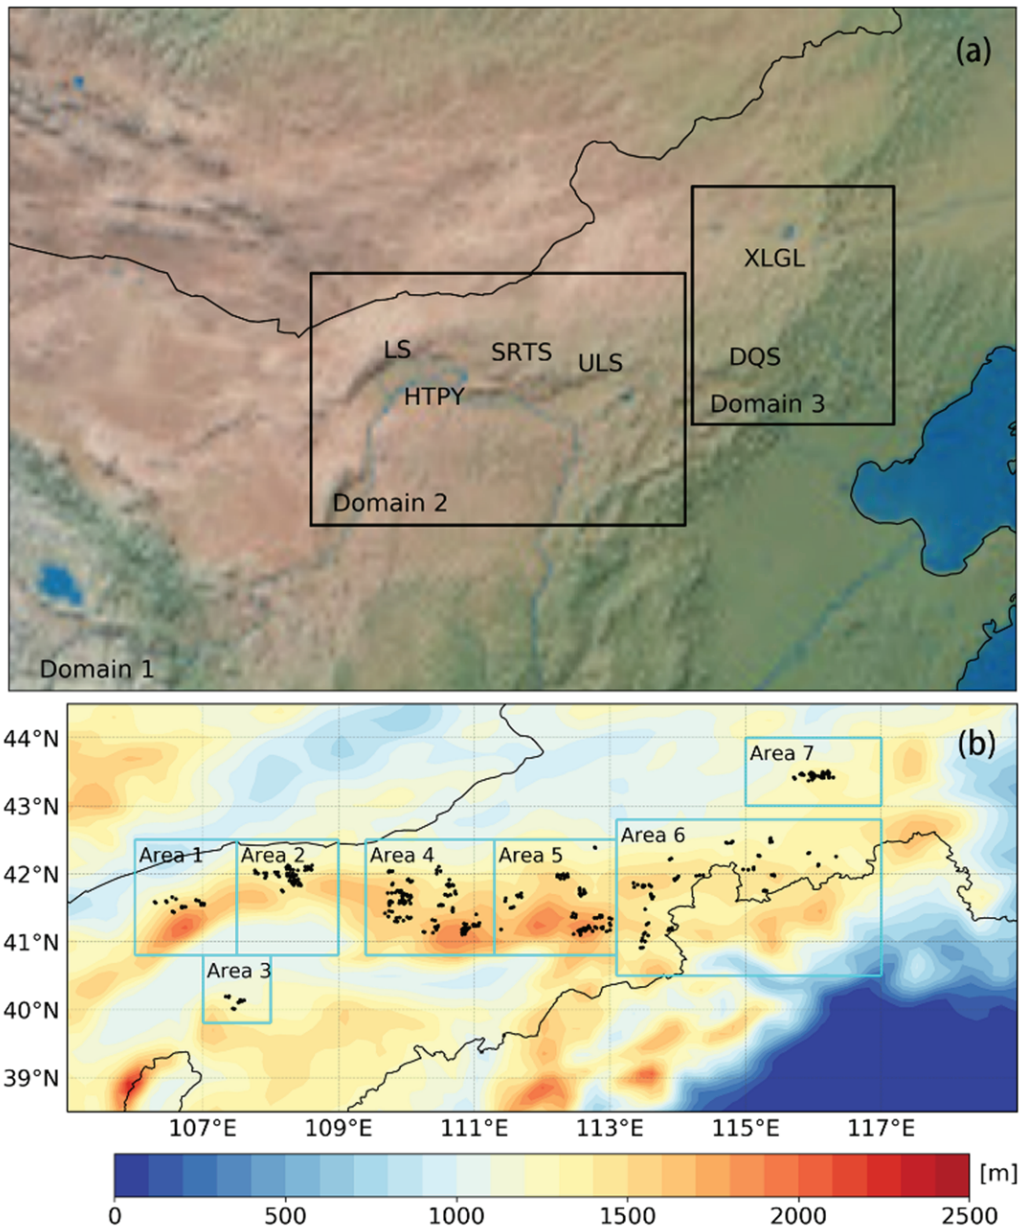 (a)
XLGL
LS
SRTS
ULS
DQS
HTPY
Domain 3
Domain 2
Domain 1
(b)
44°N
43°N
42°N
41°N
40°N
39°N
Area 7
Area 6
Area 1
Area 2
Area 4
Area 5
Area 3
107°E
109°E
111°E
113°E
115°E
117°E
[m]
0
500
1000
1500
2000
2500